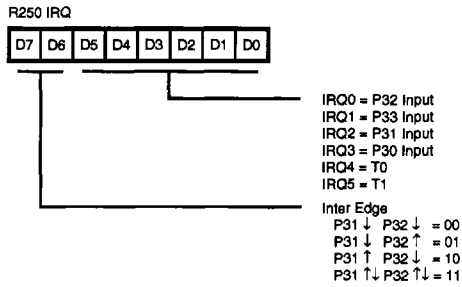 R250 IRQ
D7 D6 D5 D4 D3 D2 D1 D0
IRQ0 = P32 Input
IRQ1 = P33 Input
IRQ2 = P31 Input
IRQ3 = P30 Input
IRQ4 = T0
IRQ5 = T1
Inter Edge
P31 ↓ P32 ↓ = 00
P31 ↓ P32 ↑ = 01
P31 ↑ P32 ↓ = 10
P31 ↑↓ P32 ↑↓ = 11